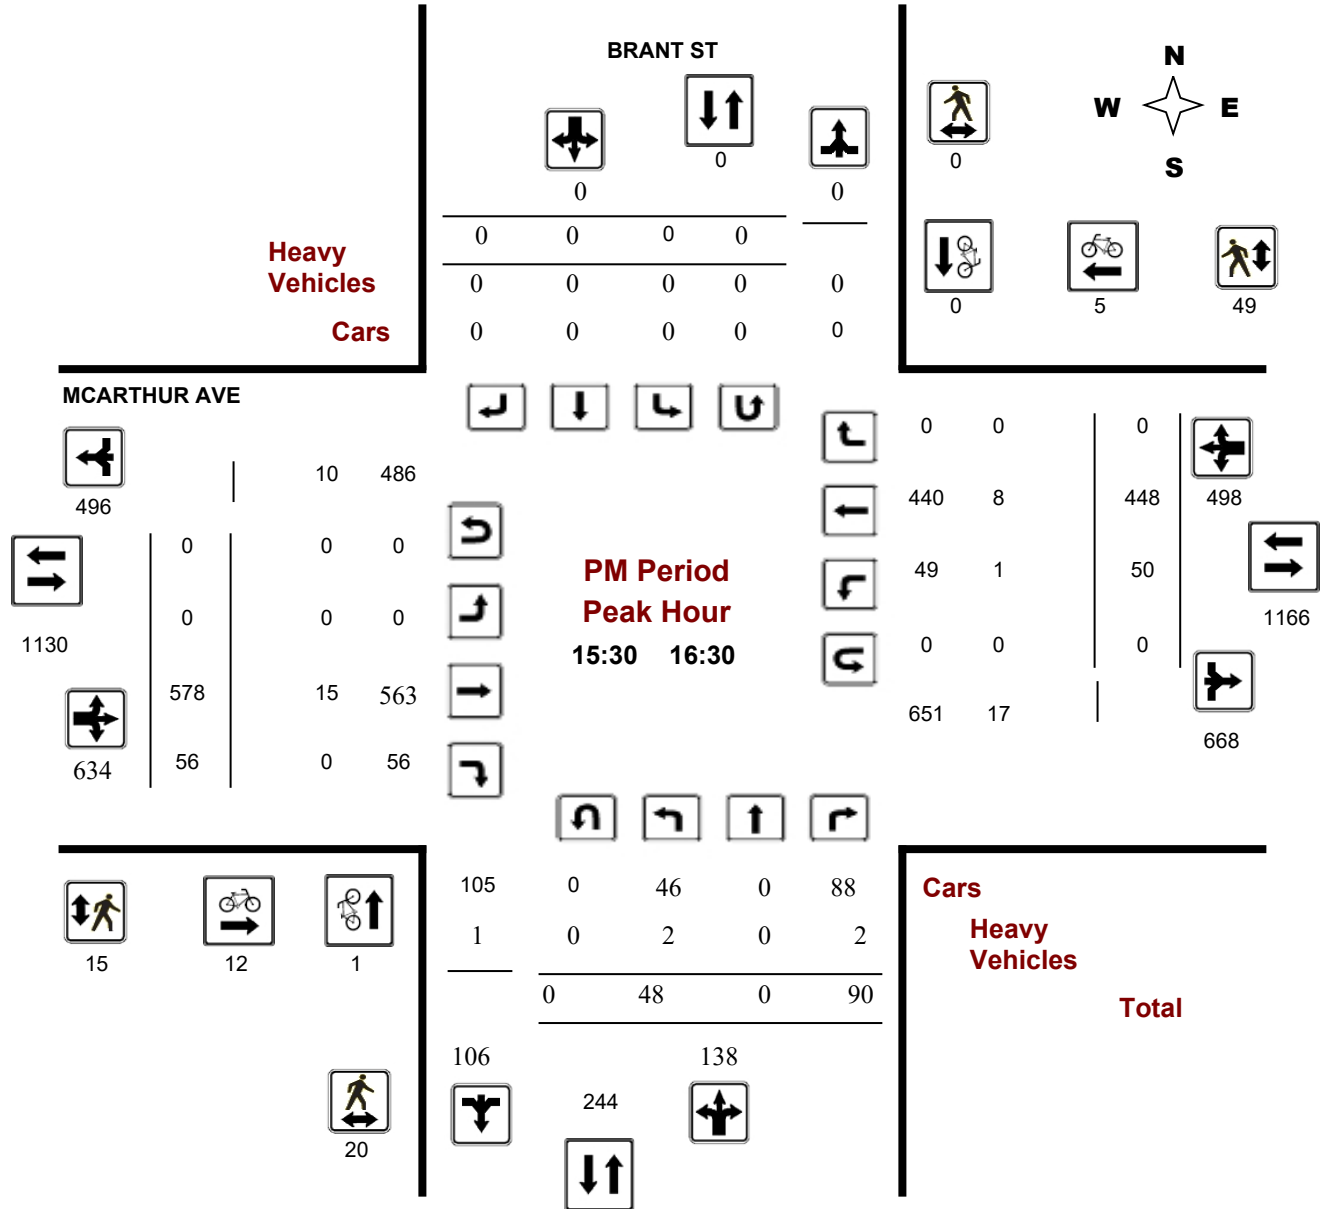 BRANT ST
N
W E
S
0
0
0 0
0 0 0 0
Heavy
Vehicles
0 0 0 0 0
Cars
0 0 0 0 0
0 5 49
MCARTHUR AVE
0 0 0
10 486
496
440 8 448 498
0 0 0
PM Period
49 1 50
Peak Hour
0 0 0
1166
1130
15:30 16:30
0 0 0
578 15 563
651 17
668
634 56 0 56
105 0 46 0 88
Cars
1 0 2 0 2
Heavy
Vehicles
15 12 1
0 48 0 90
Total
106 138
244
20